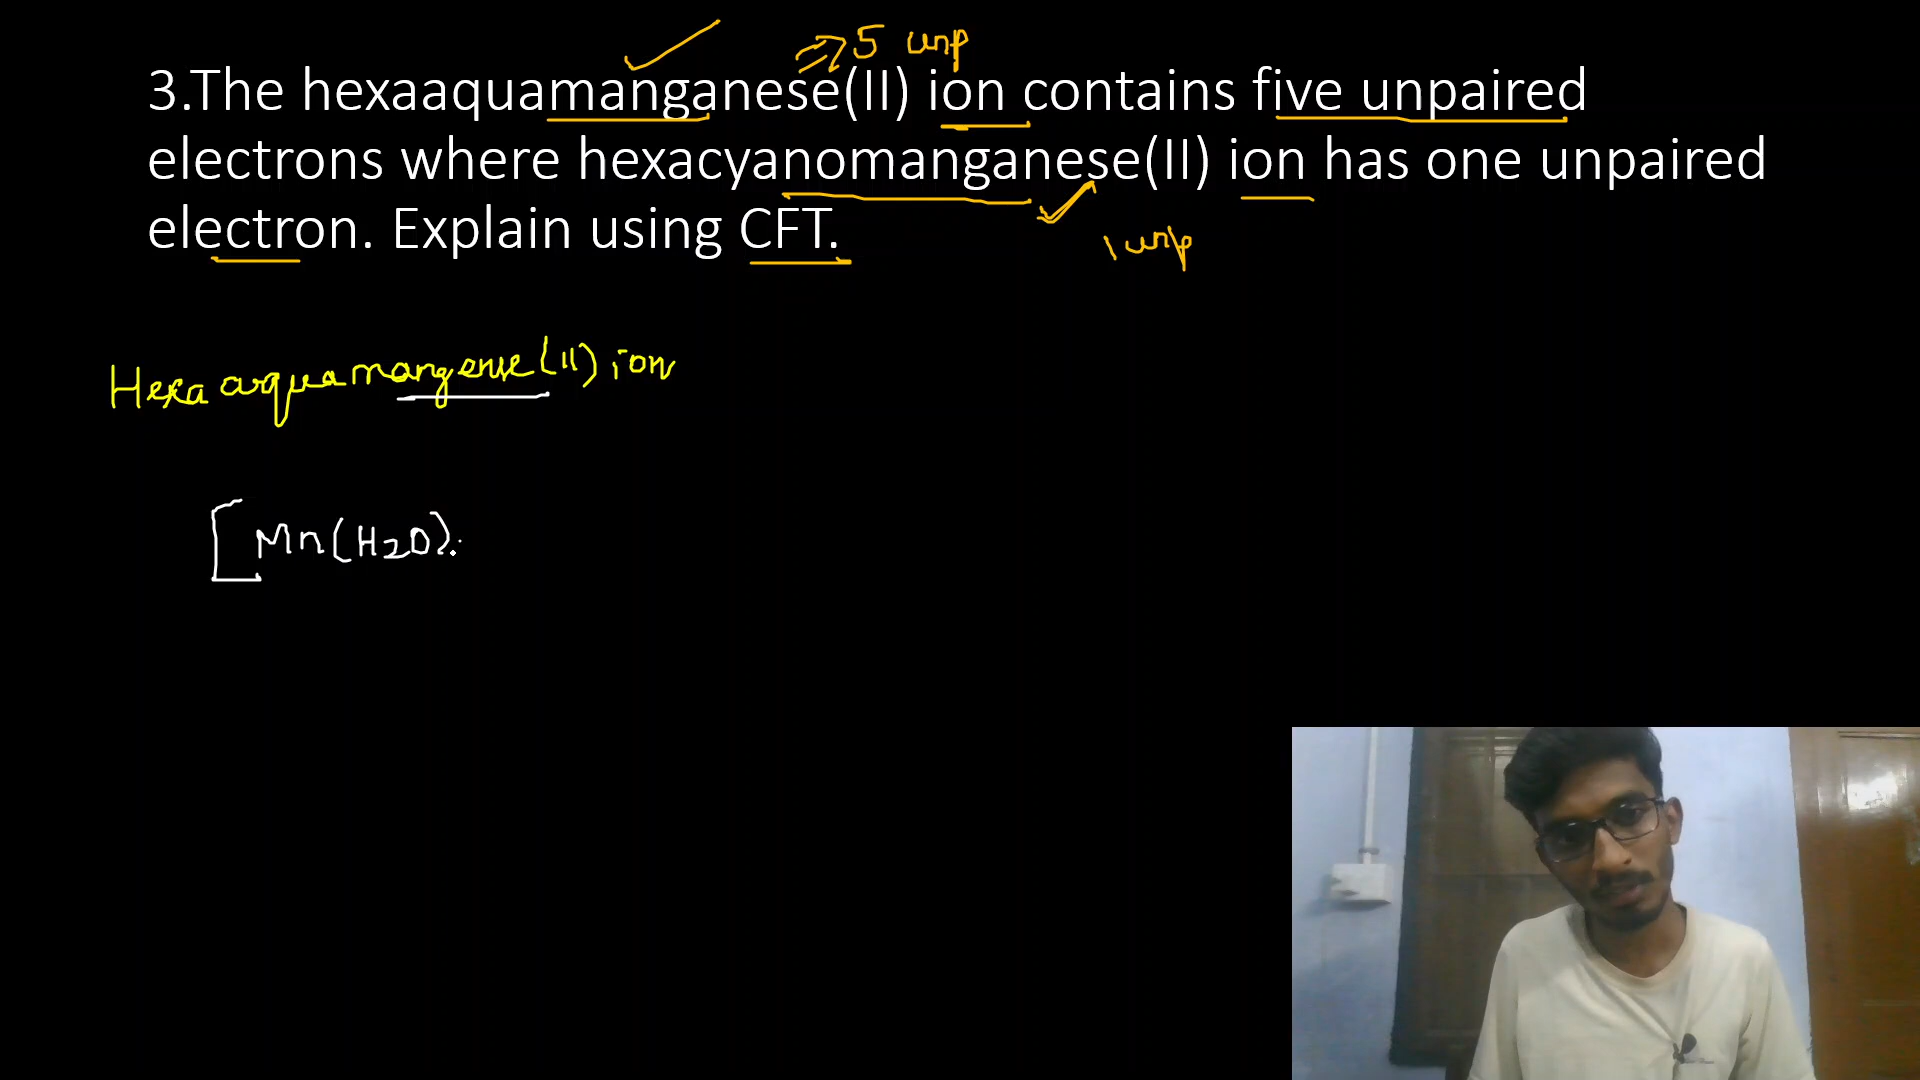 ⇒ 5 unp
3.The hexaaquamanganese(II) ion contains five unpaired
electrons where hexacyanomanganese(II) ion has one unpaired
electron. Explain using CFT.
1 unp
Hexa aqua mangense(II) ion
[Mn(H2O)